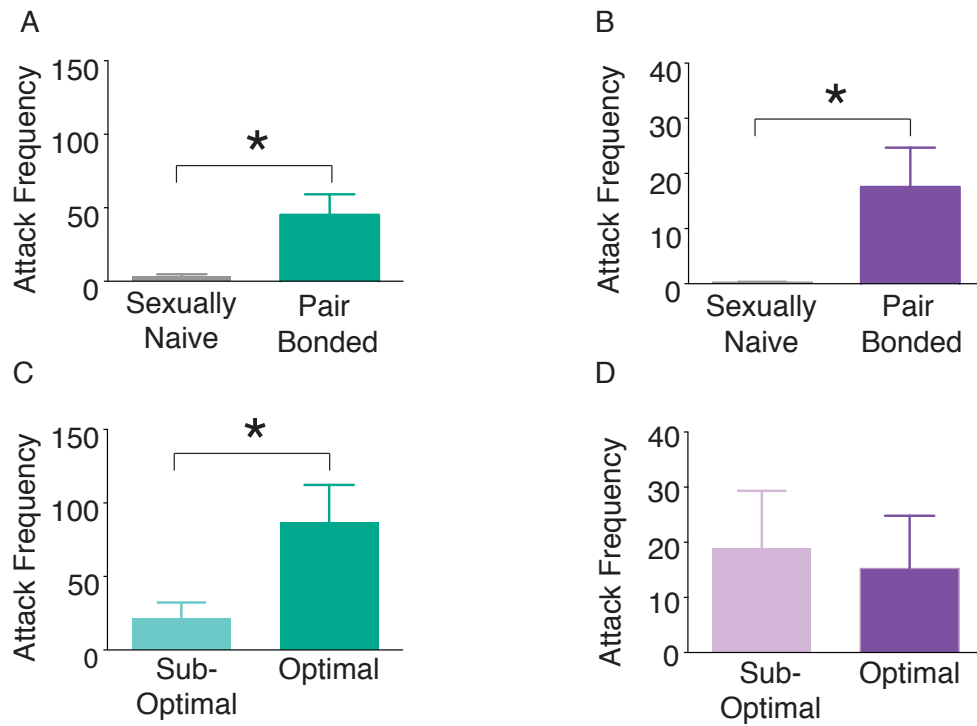 A
Attack Frequency
150
100
50
0
*
Sexually
Naive
Pair
Bonded
B
Attack Frequency
40
30
20
10
0
*
Sexually
Naive
Pair
Bonded
C
Attack Frequency
150
100
50
0
*
Sub-
Optimal
Optimal
D
Attack Frequency
40
30
20
10
0
Sub-
Optimal
Optimal